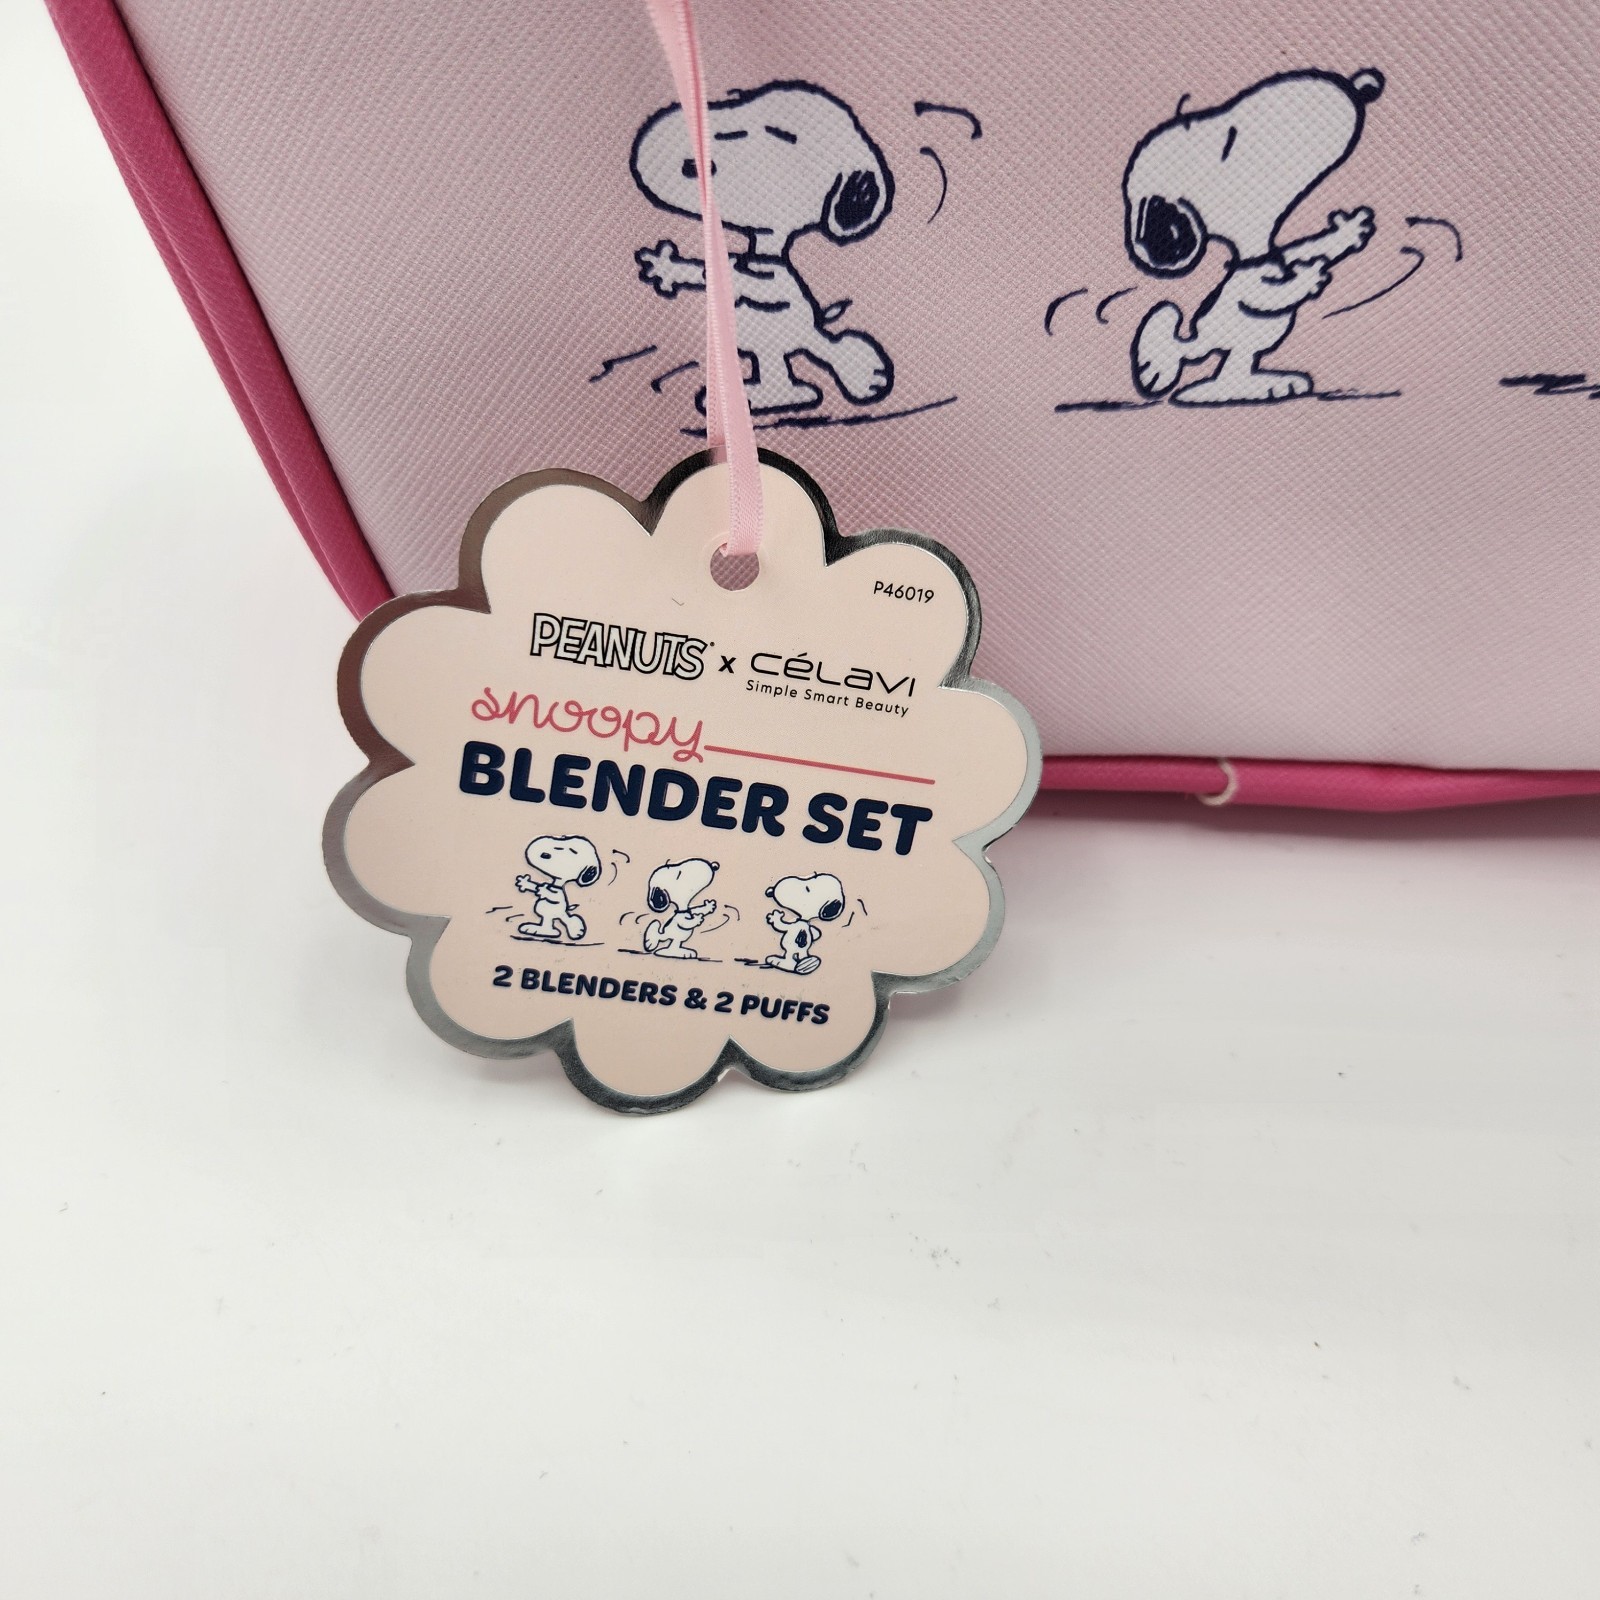 P46019
PEANUTS x céLavi
Simple Smart Beauty
snoopy
BLENDER SET
2 BLENDERS & 2 PUFFS